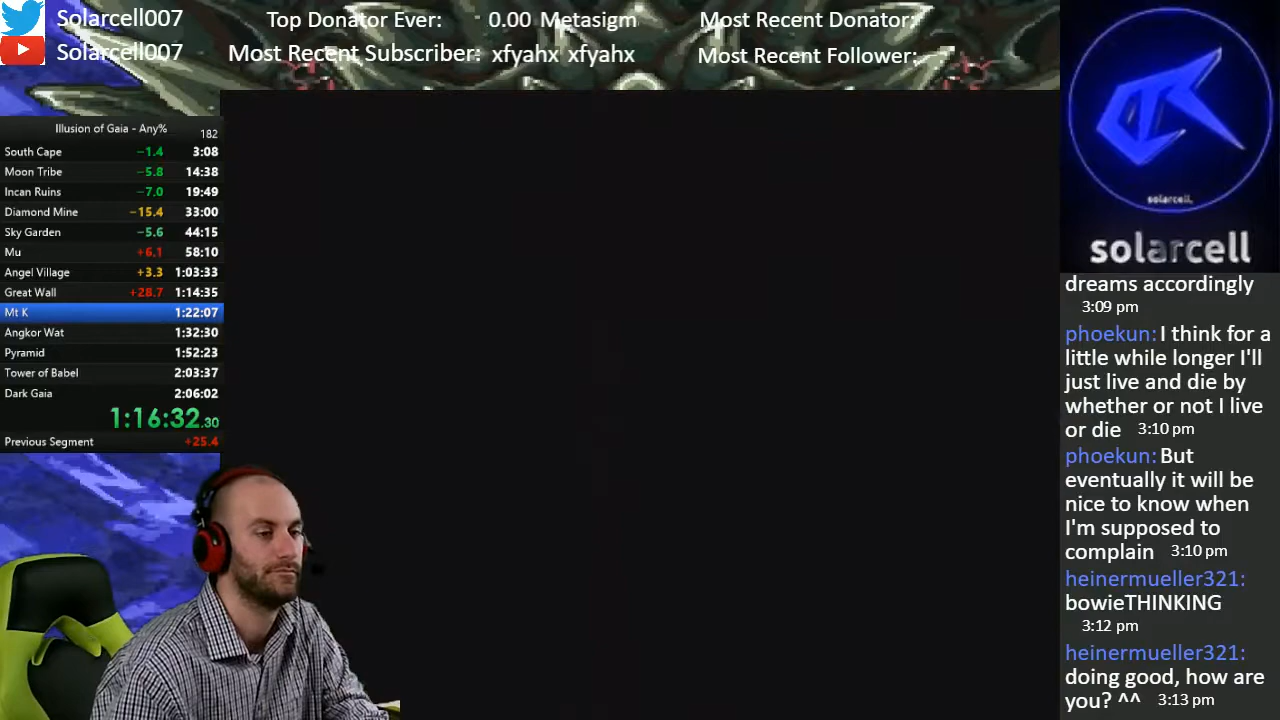 Solarcell007
Top Donator Ever: 0.00 Metasigm
Most Recent Donator:
Solarcell007
Most Recent Subscriber: xfyahx xfyahx
Most Recent Follower:
Illusion of Gaia - Any%
182
South Cape -1.4 3:08
Moon Tribe -5.8 14:38
Incan Ruins -7.0 19:49
Diamond Mine -15.4 33:00
Sky Garden -5.6 44:15
Mu +6.1 58:10
Angel Village +3.3 1:03:33
Great Wall +28.7 1:14:35
Mt K 1:22:07
Angkor Wat 1:32:30
Pyramid 1:52:23
Tower of Babel 2:03:37
Dark Gaia 2:06:02
1:16:32.30
Previous Segment +25.4
solarcell.
solarcell
dreams accordingly
3:09 pm
phoekun: I think for a
little while longer I'll
just live and die by
whether or not I live
or die 3:10 pm
phoekun: But
eventually it will be
nice to know when
I'm supposed to
complain 3:10 pm
heinermueller321:
bowieTHINKING
3:12 pm
heinermueller321:
doing good, how are
you? ^^ 3:13 pm